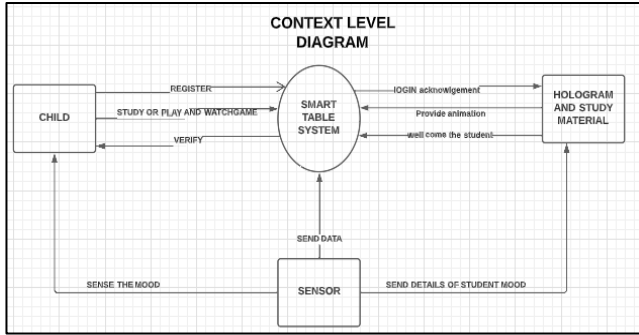 CONTEXT LEVEL
DIAGRAM
REGISTER
STUDY OR PLAY AND WATCHGAME
VERIFY
CHILD
SMART
TABLE
SYSTEM
lOGIN acknowlgement
Provide animation
well come the student
HOLOGRAM
AND STUDY
MATERIAL
SEND DATA
SENSE THE MOOD
SENSOR
SEND DETAILS OF STUDENT MOOD